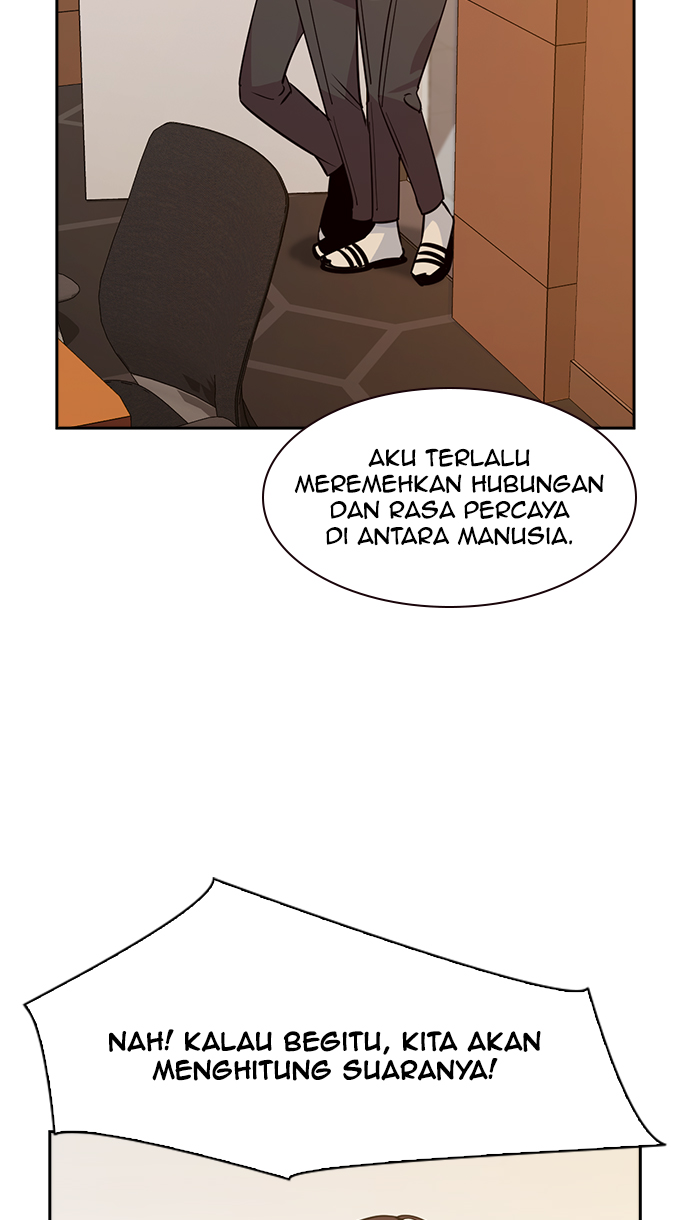 AKU TERLALU
MEREMEHKAN HUBUNGAN
DAN RASA PERCAYA
DI ANTARA MANUSIA.
NAH! KALAU BEGITU, KITA AKAN
MENGHITUNG SUARANYA!